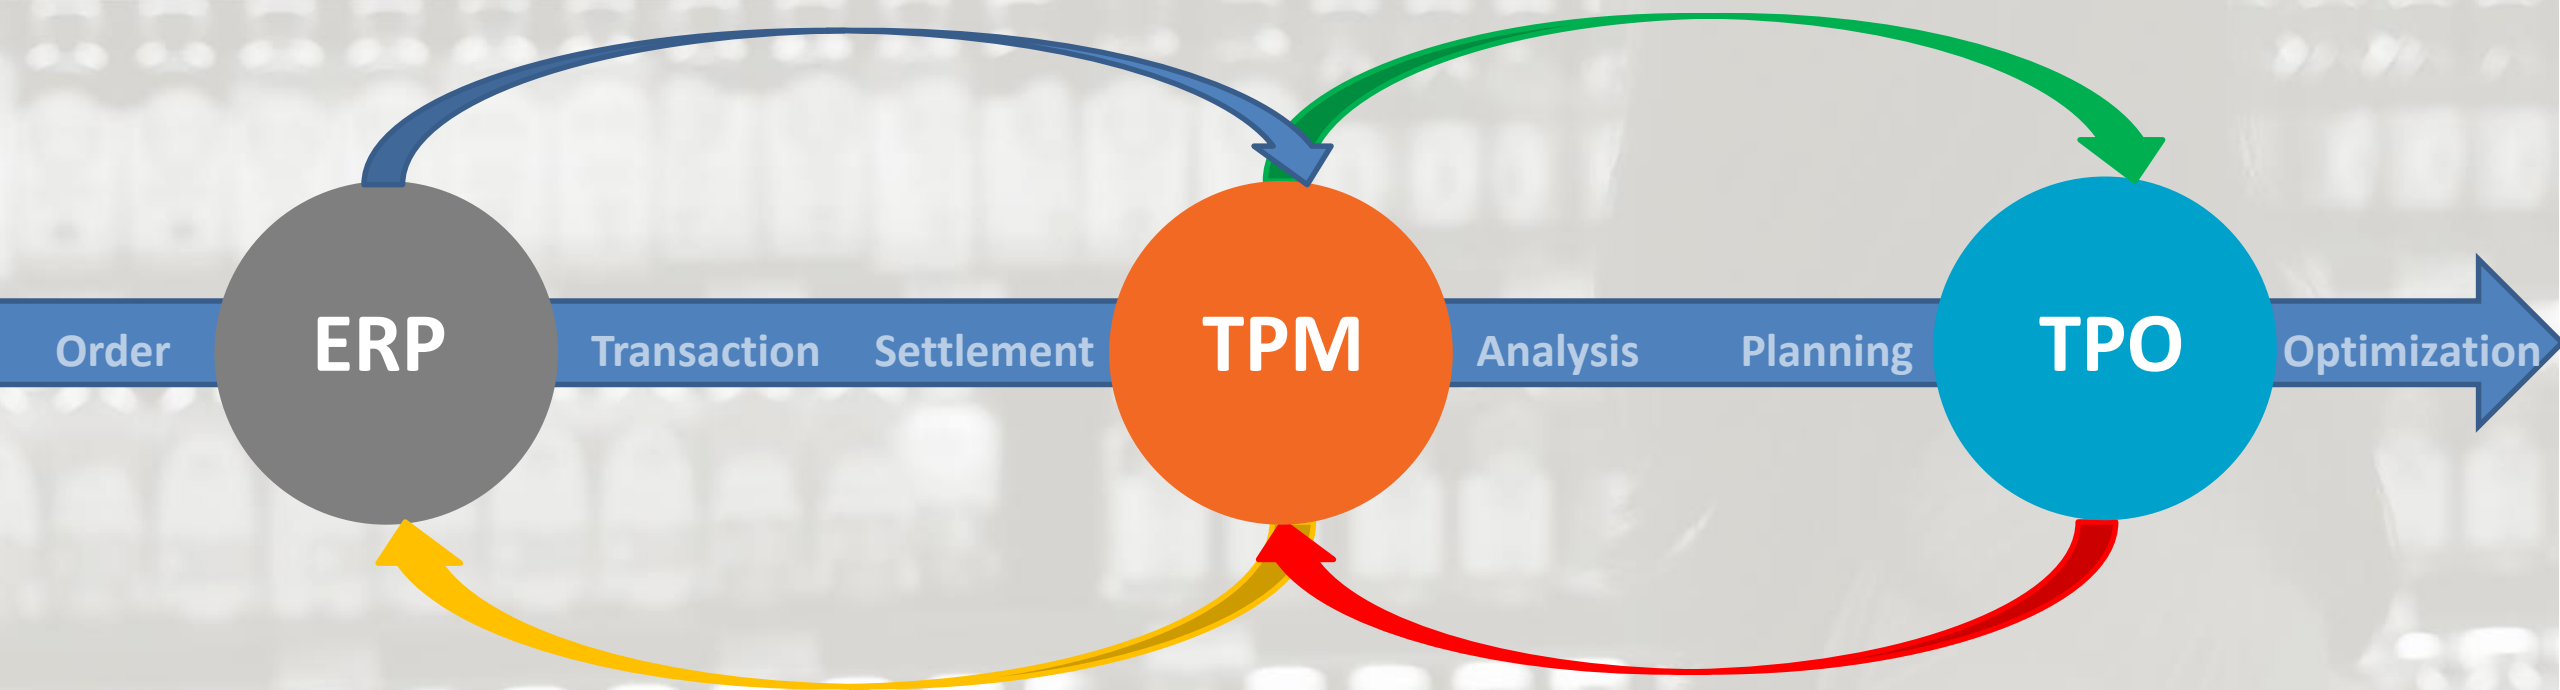 Order ERP Transaction Settlement TPM Analysis Planning TPO Optimization